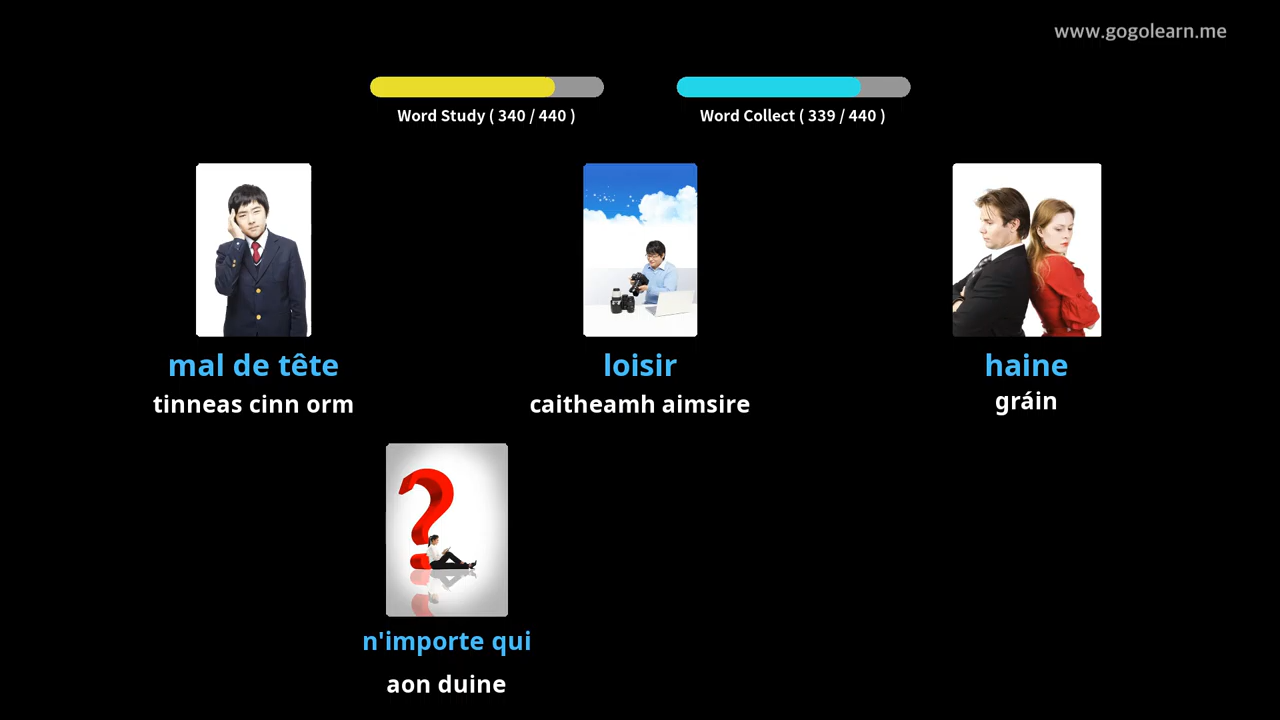 www.gogolearn.me
Word Study ( 340 / 440 )
Word Collect ( 339 / 440 )
mal de tête
tinneas cinn orm
loisir
caitheamh aimsire
haine
gráin
n'importe qui
aon duine